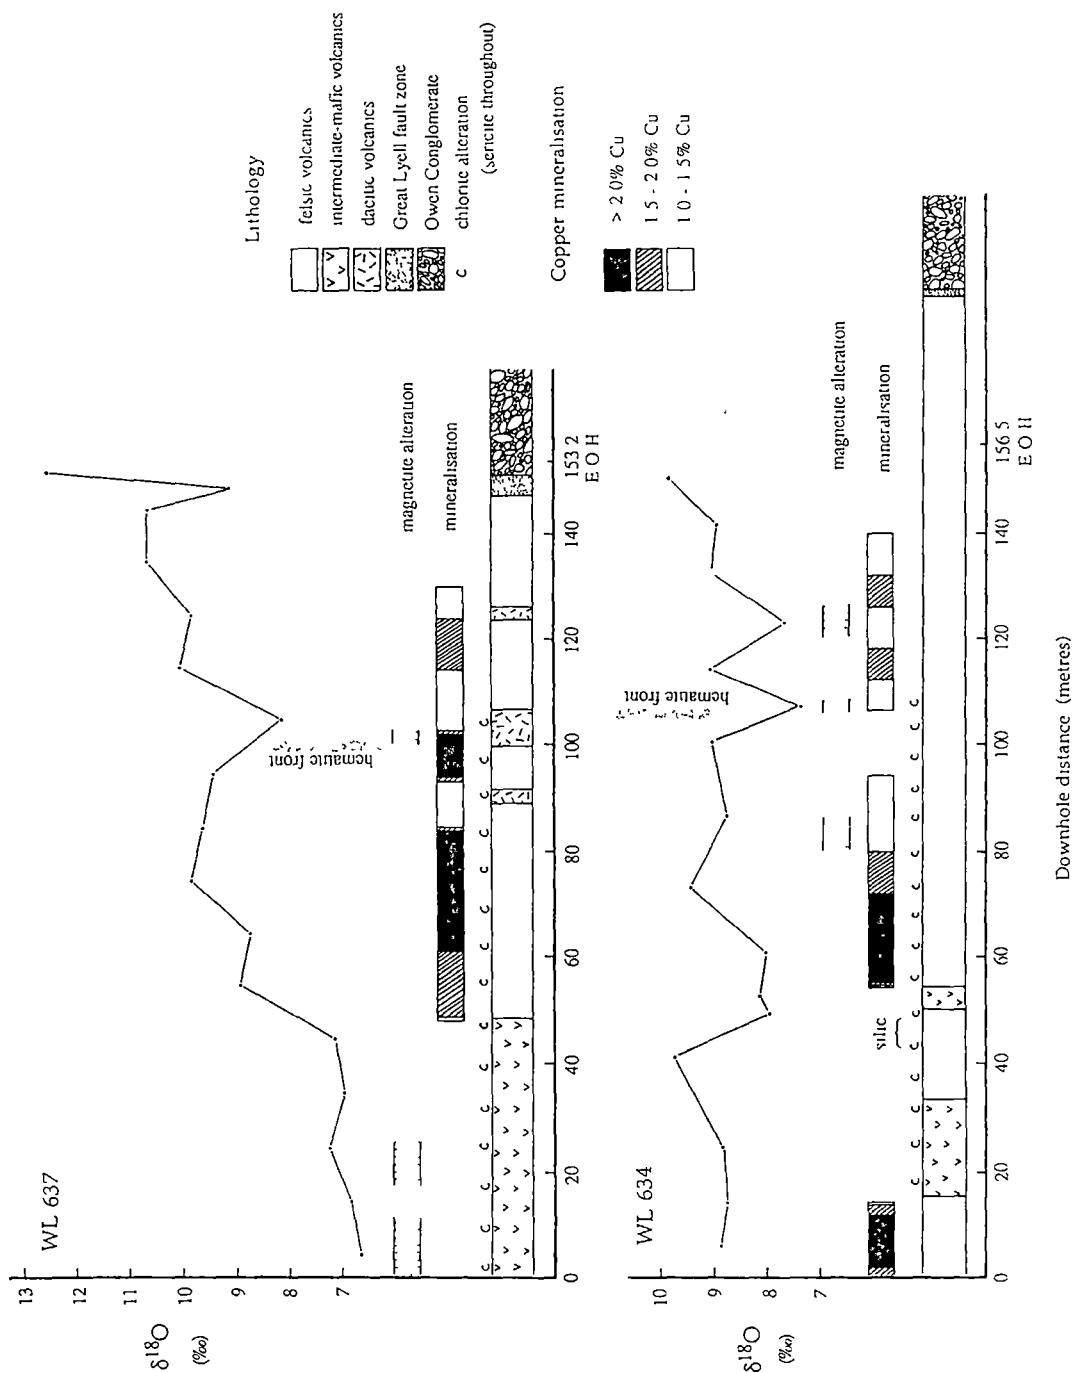 WL 637
δ18O
(‰)
13
12
11
10
9
8
7
hematite front
magnetite alteration
mineralisation
c c c c c c c c c c c c c c c
0 20 40 60 80 100 120 140 153 2
E O H
Lithology
felsic volcanics
intermediate-mafic volcanics
dacitic volcanics
Great Lyell fault zone
Owen Conglomerate
c chlorite alteration
(sericite throughout)
Copper mineralisation
> 2 0% Cu
1 5 - 2 0% Cu
1 0 - 1 5% Cu
WL 634
δ18O
(‰)
10
9
8
7
hematite front
magnetite alteration
mineralisation
silic
c c c c c c c c c c c c c c c
0 20 40 60 80 100 120 140 156 5
E O H
Downhole distance (metres)